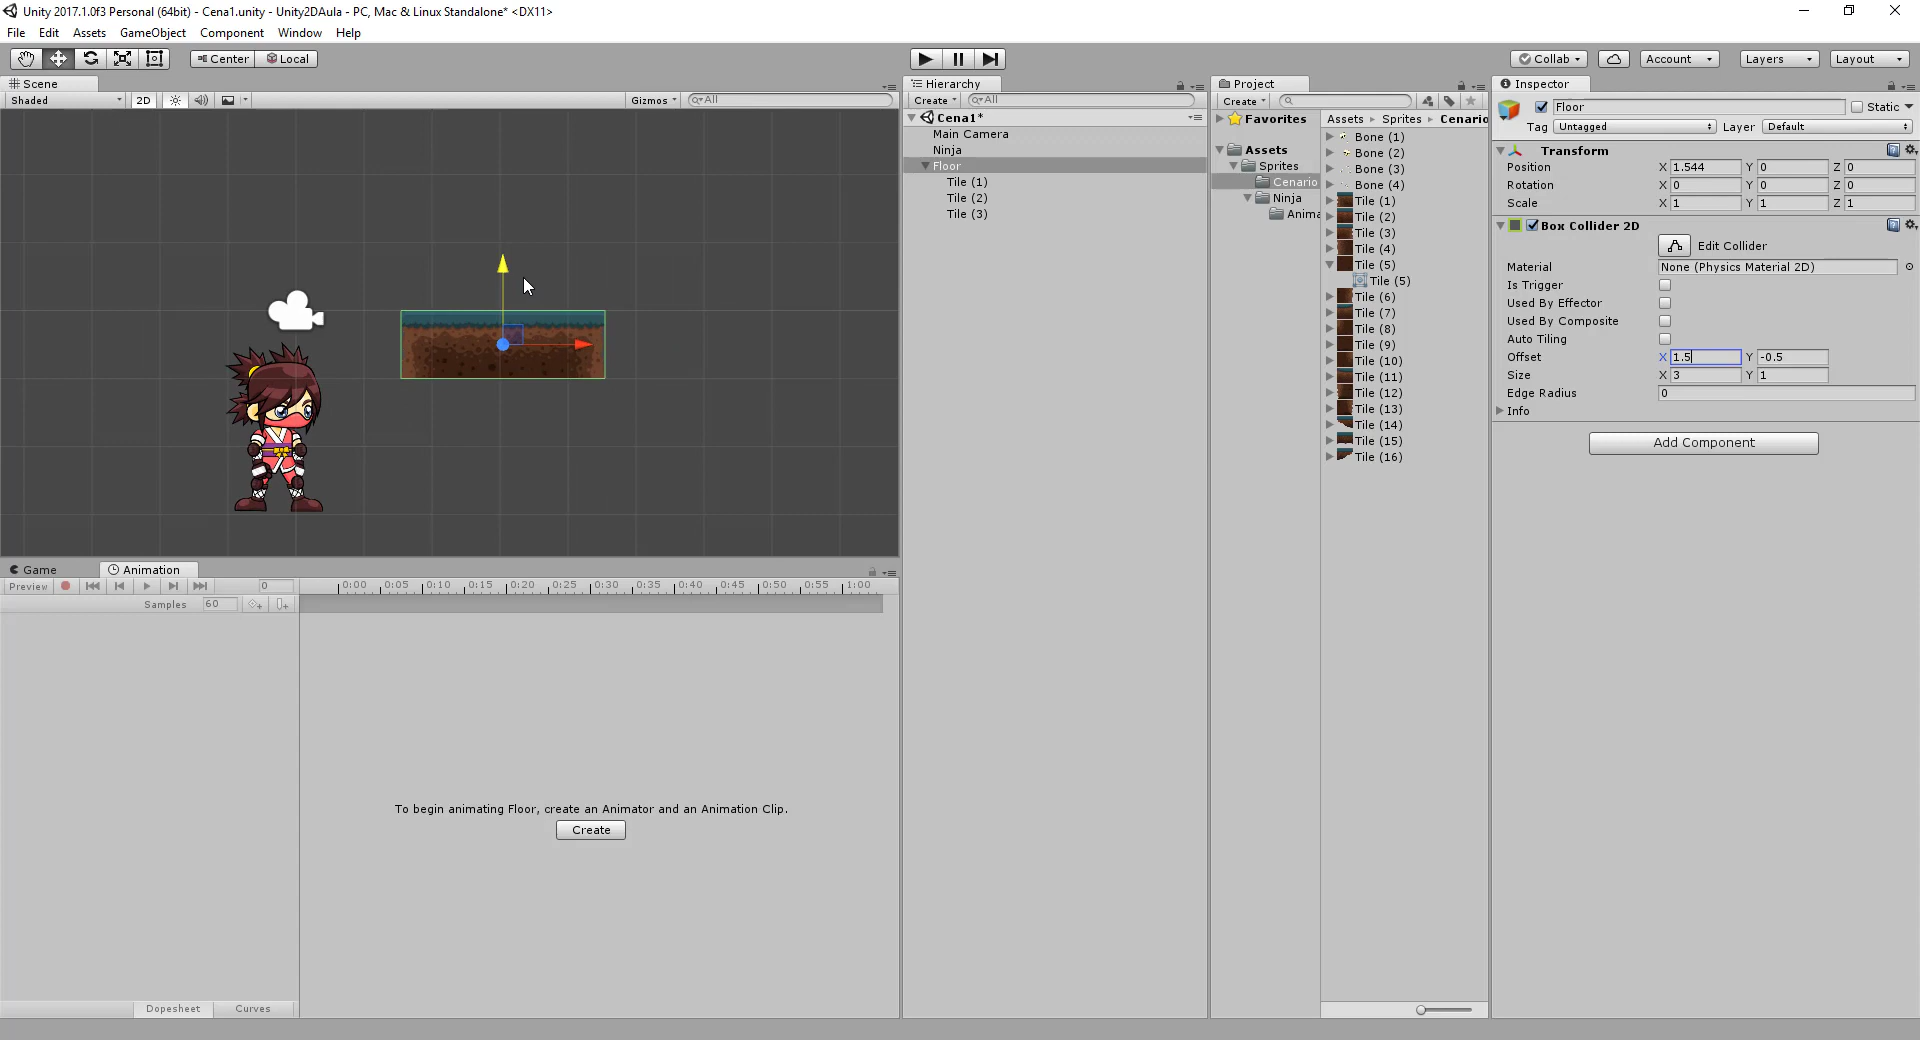 Unity 2017.1.0f3 Personal (64bit) - Cena1.unity - Unity2DAula - PC, Mac & Linux Standalone* <DX11>
File Edit Assets GameObject Component Window Help
Center Local
Collab Account Layers Layout
Scene
Shaded 2D Gizmos All
Hierarchy
Create All
Cena1*
Main Camera
Ninja
Floor
Tile (1)
Tile (2)
Tile (3)
Project
Create
Favorites
Assets
Sprites
Cenario
Ninja
Anima
Assets Sprites Cenario
Bone (1)
Bone (2)
Bone (3)
Bone (4)
Tile (1)
Tile (2)
Tile (3)
Tile (4)
Tile (5)
Tile (5)
Tile (6)
Tile (7)
Tile (8)
Tile (9)
Tile (10)
Tile (11)
Tile (12)
Tile (13)
Tile (14)
Tile (15)
Tile (16)
Inspector
Floor Static
Tag Untagged Layer Default
Transform
Position X 1.544 Y 0 Z 0
Rotation X 0 Y 0 Z 0
Scale X 1 Y 1 Z 1
Box Collider 2D
Edit Collider
Material None (Physics Material 2D)
Is Trigger
Used By Effector
Used By Composite
Auto Tiling
Offset X 1.5 Y -0.5
Size X 3 Y 1
Edge Radius 0
Info
Add Component
Game Animation
Preview 0 0:00 0:05 0:10 0:15 0:20 0:25 0:30 0:35 0:40 0:45 0:50 0:55 1:00
Samples 60
To begin animating Floor, create an Animator and an Animation Clip.
Create
Dopesheet Curves